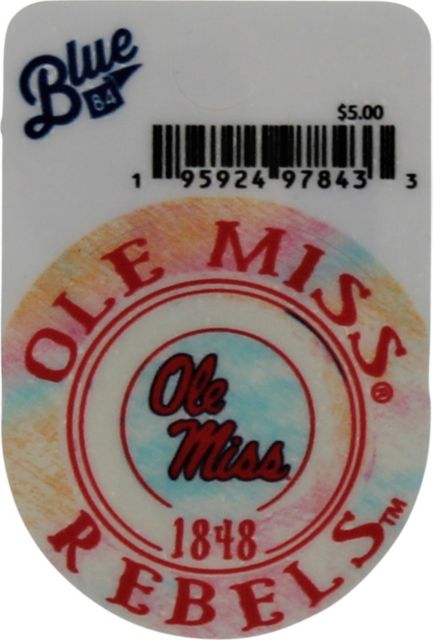 Blue
84
$5.00
1 95924 97843 3
OLE MISS®
Ole
Miss
1848
REBELS™